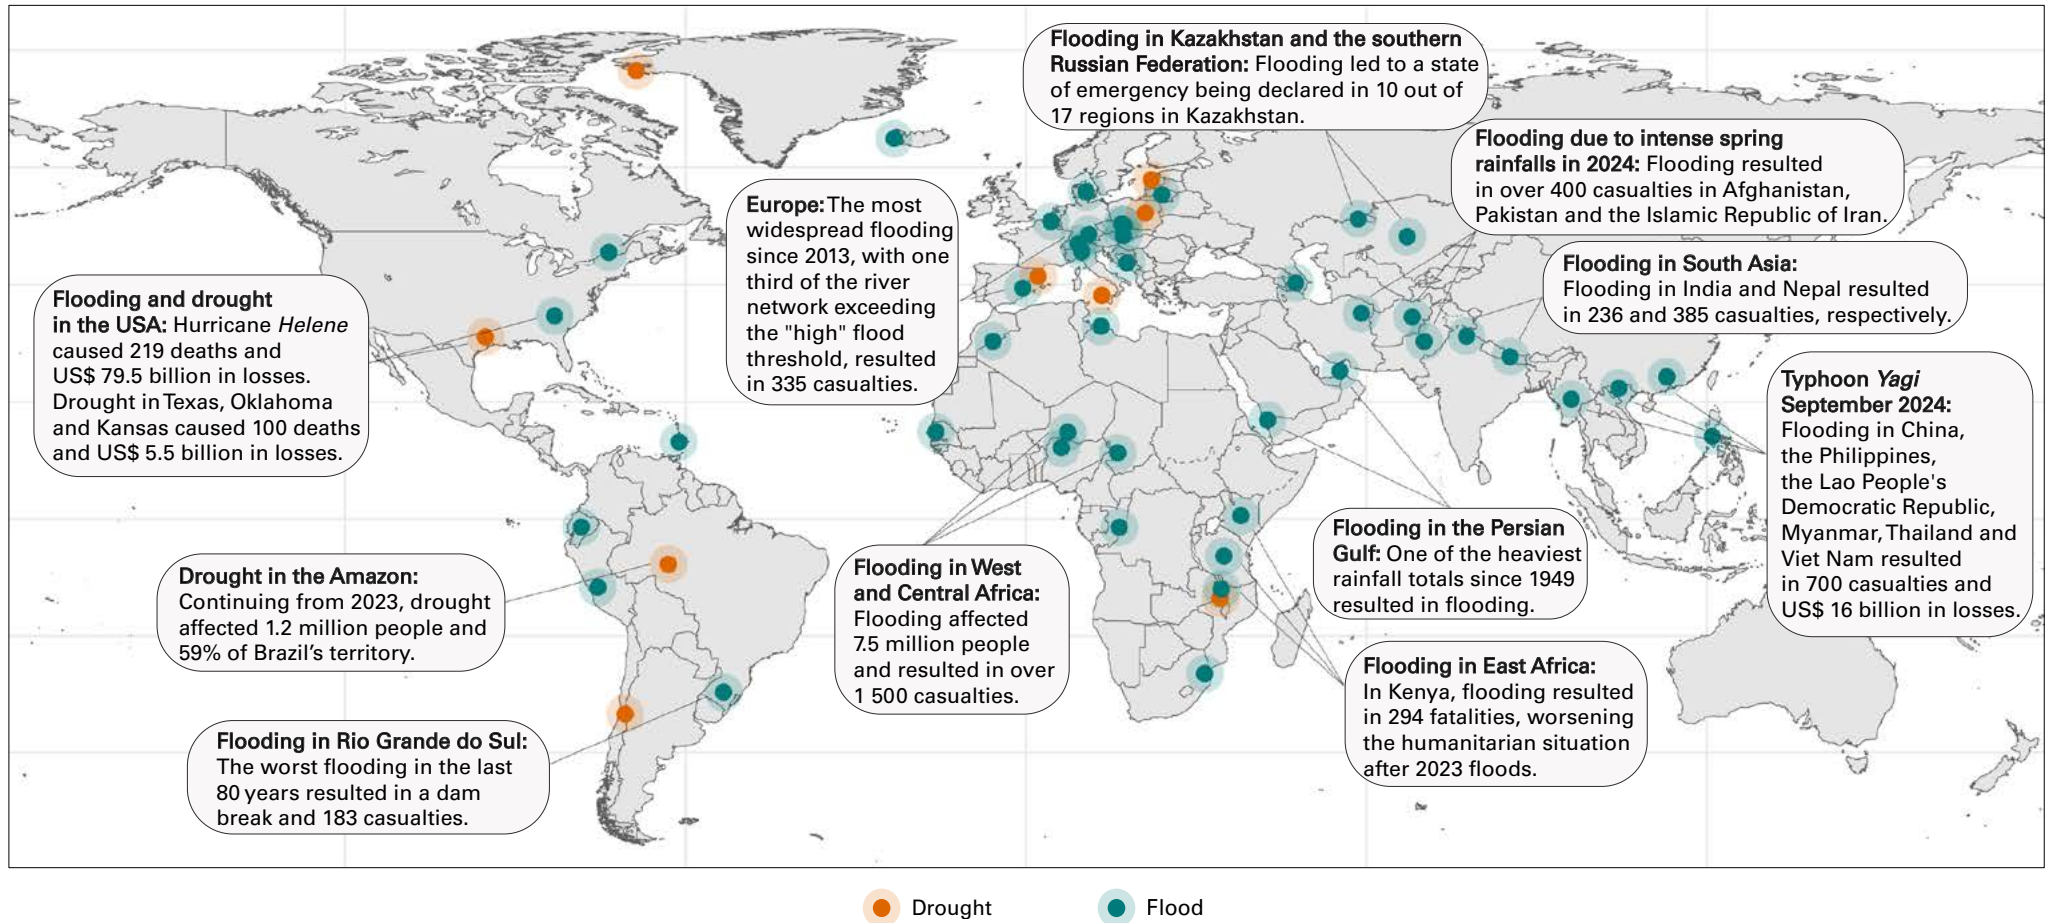 Flooding in Kazakhstan and the southern
Russian Federation: Flooding led to a state
of emergency being declared in 10 out of
17 regions in Kazakhstan.
Flooding due to intense spring
rainfalls in 2024: Flooding resulted
in over 400 casualties in Afghanistan,
Pakistan and the Islamic Republic of Iran.
Europe: The most
widespread flooding
since 2013, with one
third of the river
network exceeding
the "high" flood
threshold, resulted
in 335 casualties.
Flooding in South Asia:
Flooding in India and Nepal resulted
in 236 and 385 casualties, respectively.
Flooding and drought
in the USA: Hurricane Helene
caused 219 deaths and
US$ 79.5 billion in losses.
Drought in Texas, Oklahoma
and Kansas caused 100 deaths
and US$ 5.5 billion in losses.
Typhoon Yagi
September 2024:
Flooding in China,
the Philippines,
the Lao People's
Democratic Republic,
Myanmar, Thailand and
Viet Nam resulted
in 700 casualties and
US$ 16 billion in losses.
Flooding in the Persian
Gulf: One of the heaviest
rainfall totals since 1949
resulted in flooding.
Drought in the Amazon:
Continuing from 2023, drought
affected 1.2 million people and
59% of Brazil’s territory.
Flooding in West
and Central Africa:
Flooding affected
7.5 million people
and resulted in over
1 500 casualties.
Flooding in East Africa:
In Kenya, flooding resulted
in 294 fatalities, worsening
the humanitarian situation
after 2023 floods.
Flooding in Rio Grande do Sul:
The worst flooding in the last
80 years resulted in a dam
break and 183 casualties.
Drought
Flood